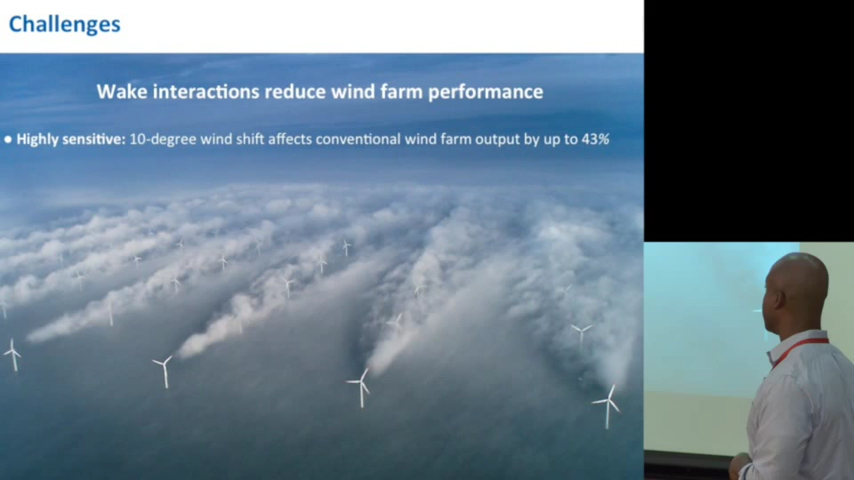 Challenges
Wake interactions reduce wind farm performance
● Highly sensitive: 10-degree wind shift affects conventional wind farm output by up to 43%